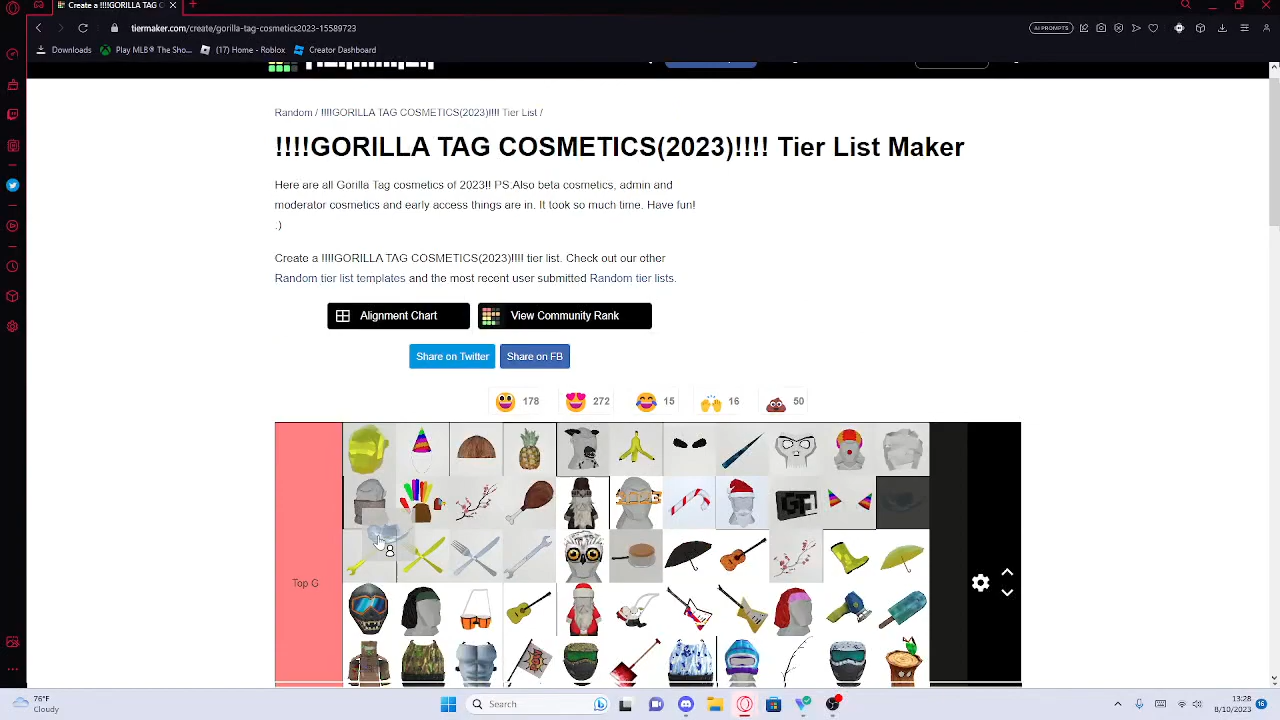 Create a !!!!GORILLA TAG C
tiermaker.com/create/gorilla-tag-cosmetics2023-15589723
AI PROMPTS
Downloads
Play MLB® The Sho...
(17) Home - Roblox
Creator Dashboard
Random / !!!!GORILLA TAG COSMETICS(2023)!!!! Tier List /
!!!!GORILLA TAG COSMETICS(2023)!!!! Tier List Maker
Here are all Gorilla Tag cosmetics of 2023!! PS.Also beta cosmetics, admin and
moderator cosmetics and early access things are in. It took so much time. Have fun!
:)
Create a !!!!GORILLA TAG COSMETICS(2023)!!!! tier list. Check out our other
Random tier list templates and the most recent user submitted Random tier lists.
Alignment Chart
View Community Rank
Share on Twitter
Share on FB
178
272
15
16
50
Top G
76°F
Cloudy
Search
13:28
8/10/2023
16